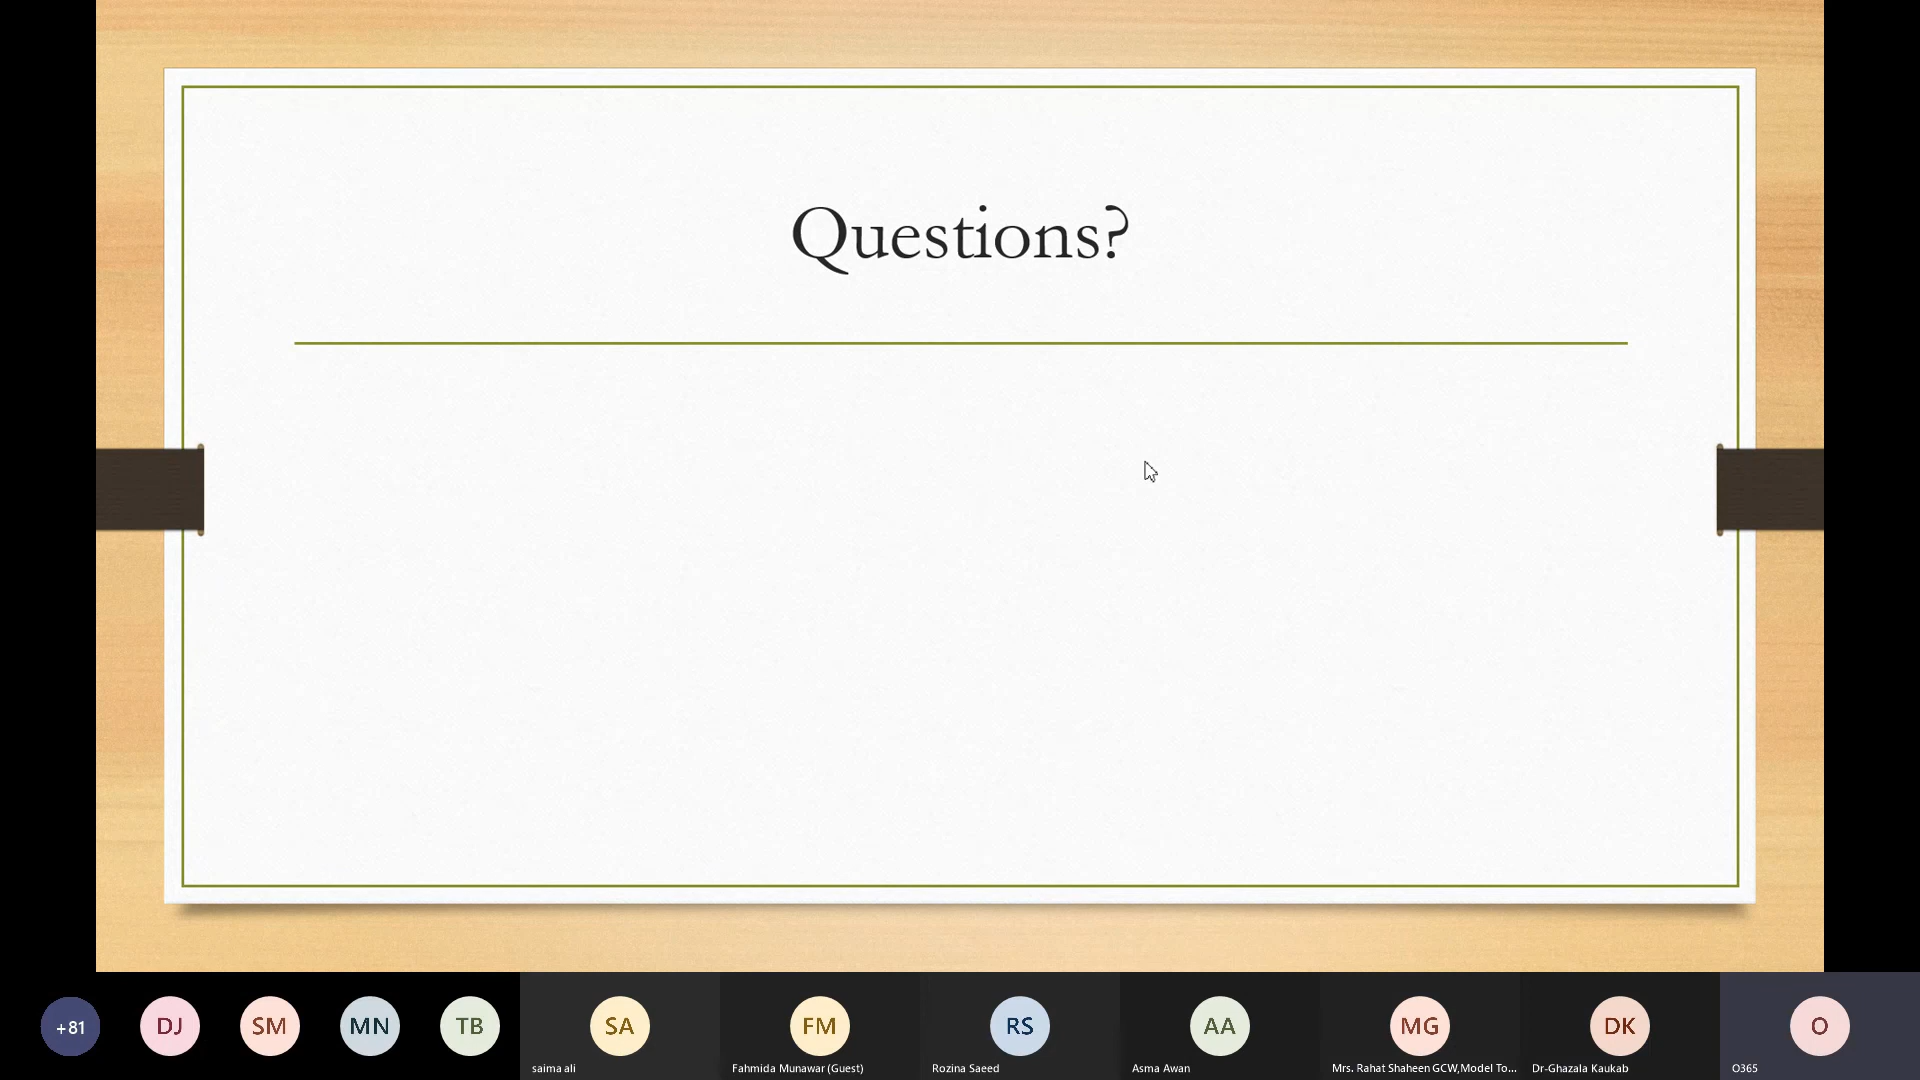 Questions?
+81
DJ
SM
MN
TB
SA
FM
RS
AA
MG
DK
O
saima ali
Fahmida Munawar (Guest)
Rozina Saeed
Asma Awan
Mrs. Rahat Shaheen GCW,Model To...
Dr-Ghazala Kaukab
O365